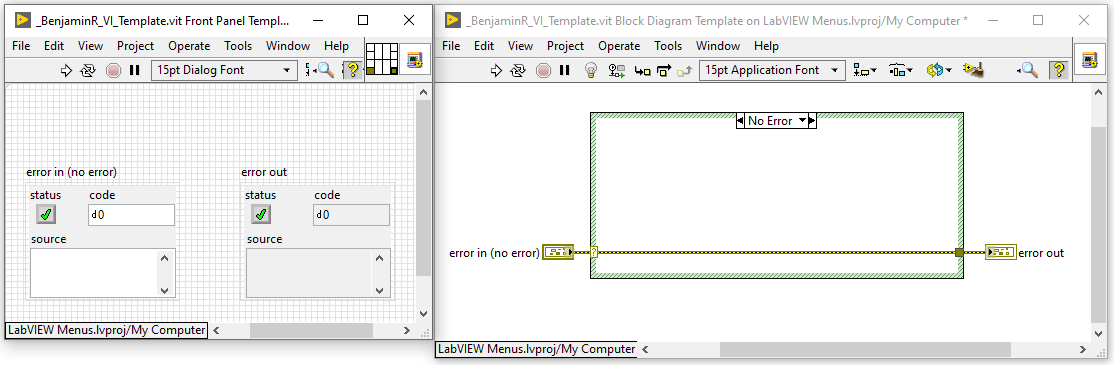 _BenjaminR_VI_Template.vit Front Panel Templ...
File Edit View Project Operate Tools Window Help
15pt Dialog Font
error in (no error)
status code
d 0
source
error out
status code
d 0
source
LabVIEW Menus.lvproj/My Computer
_BenjaminR_VI_Template.vit Block Diagram Template on LabVIEW Menus.lvproj/My Computer *
File Edit View Project Operate Tools Window Help
15pt Application Font
No Error
error in (no error)
?
error out
LabVIEW Menus.lvproj/My Computer